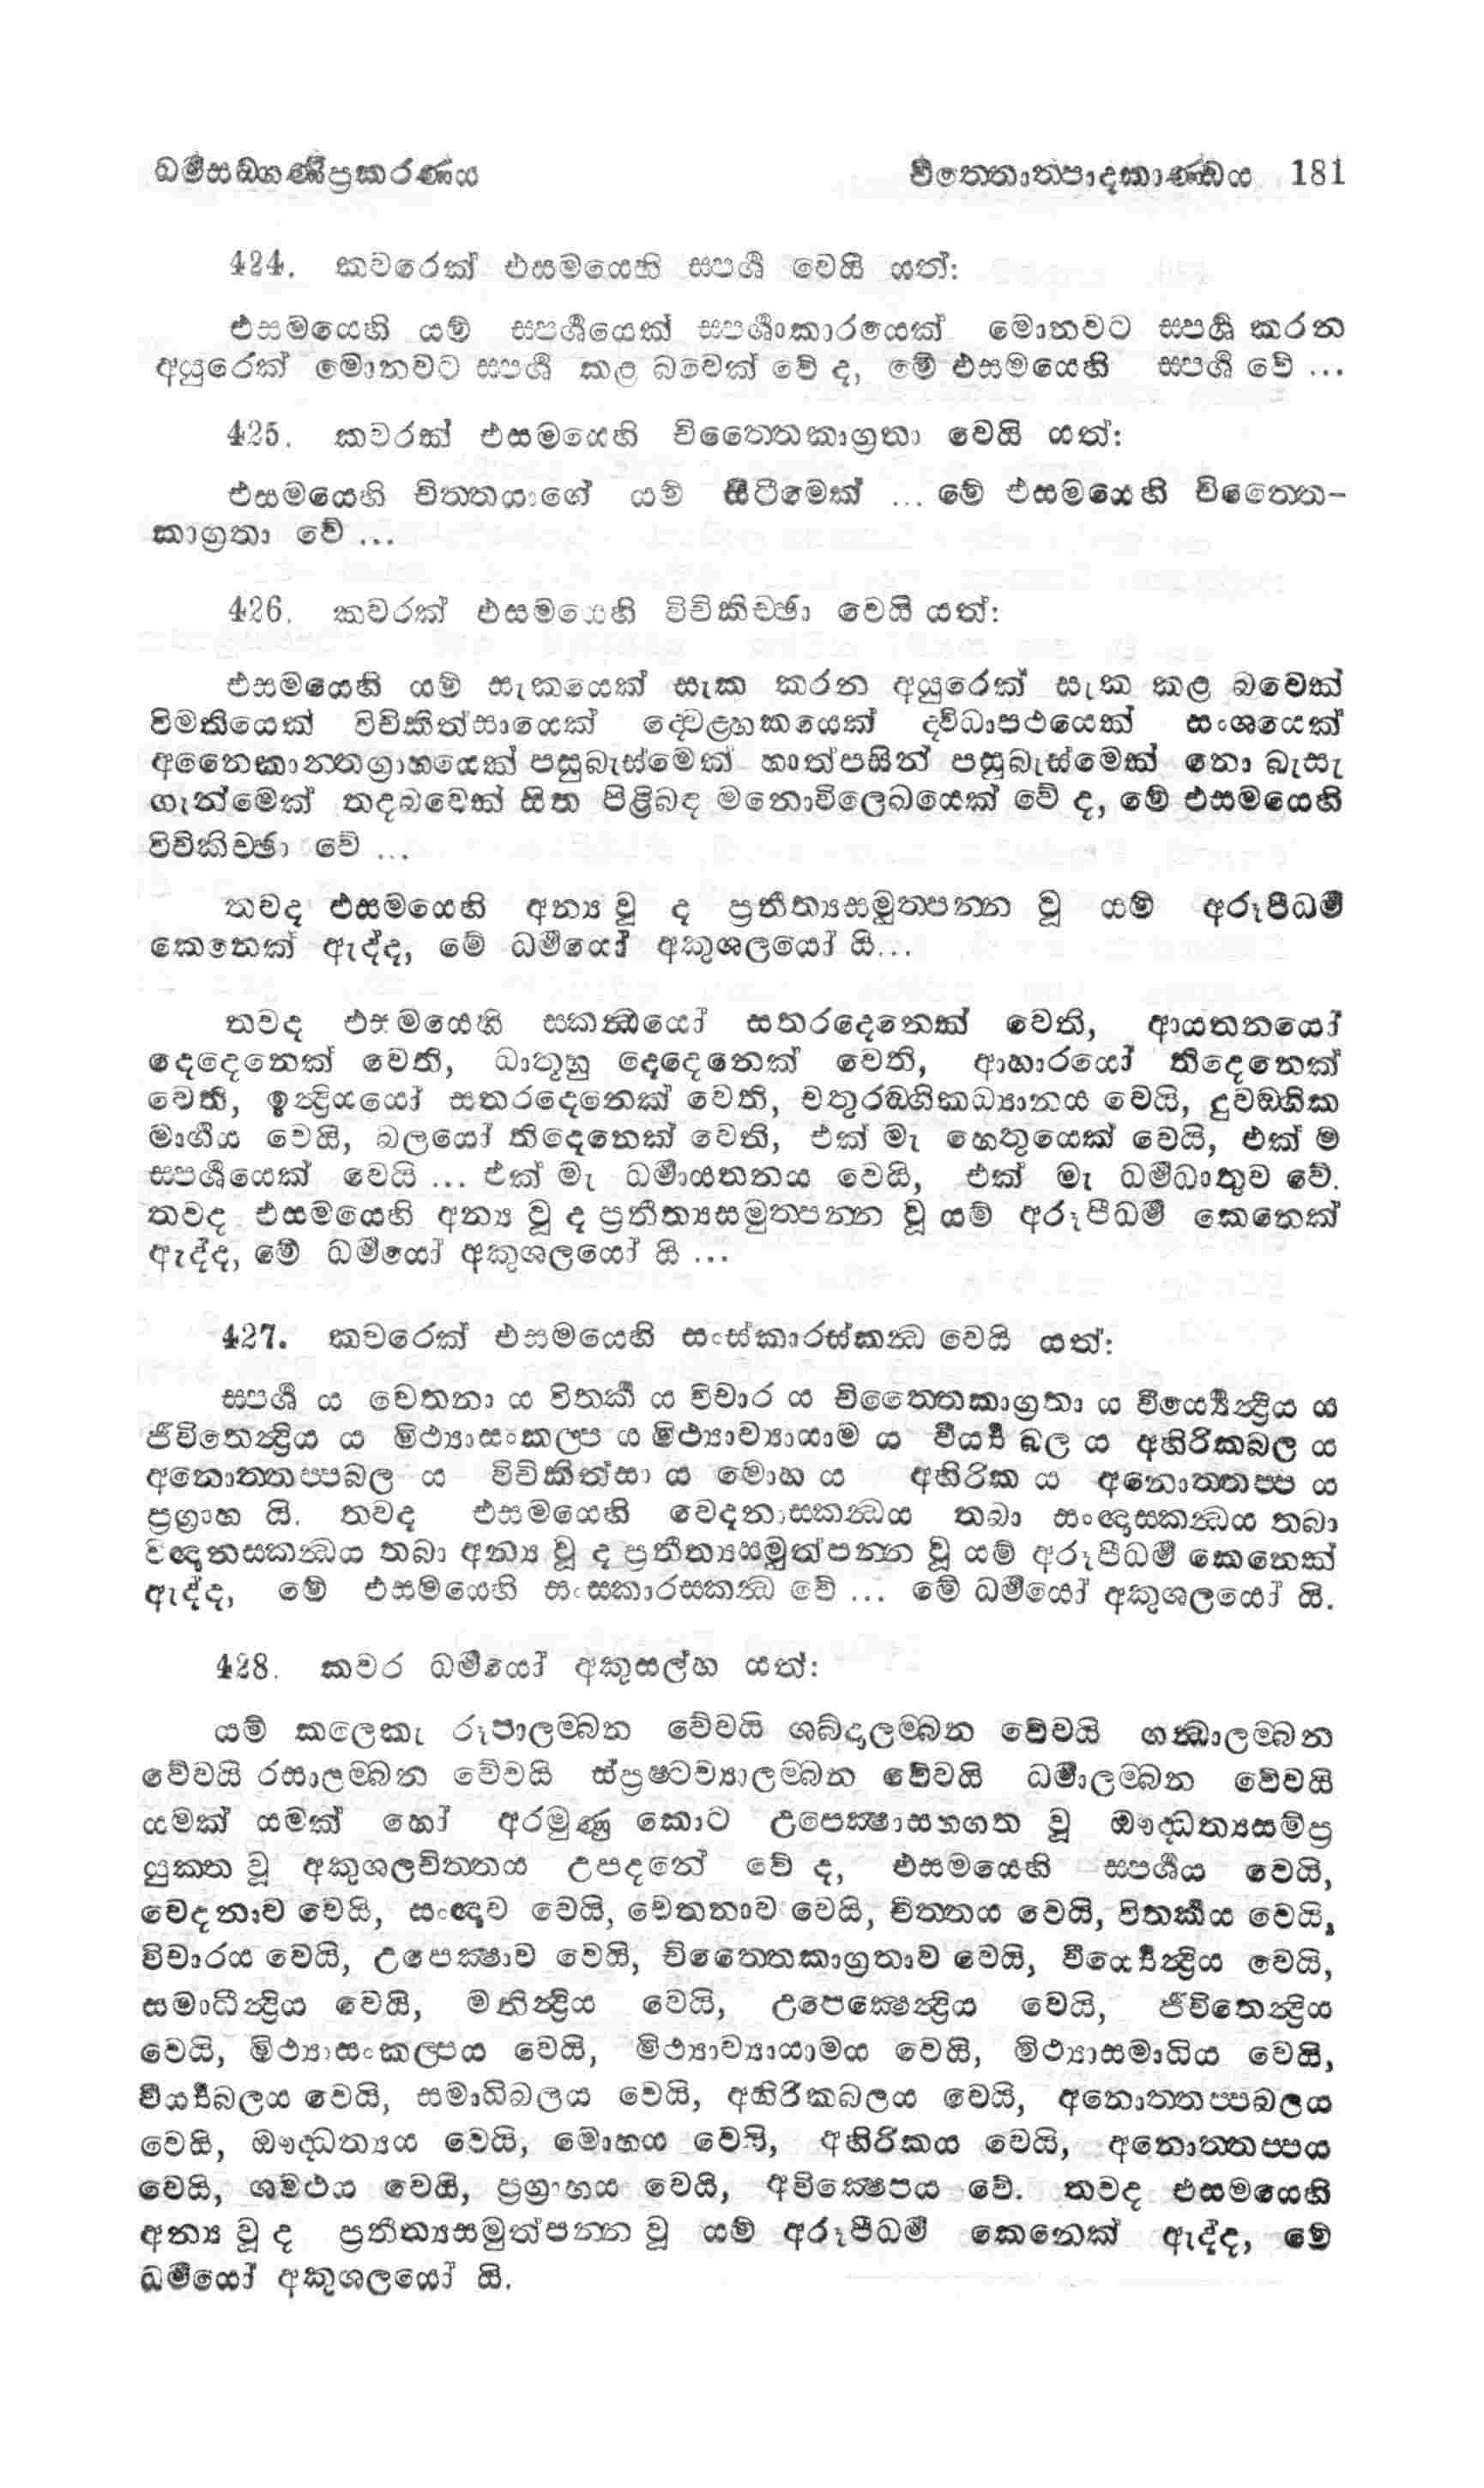 ධර්‍මසඞ්ගණීප්‍රකරණය චිත්තොත්පාදකාණ්ඩය 181
424. කවරෙක් එසමයෙහි ස්පර්‍ශ වෙයි යත්:
එසමයෙහි යම් ස්පර්‍ශයෙක් ස්පර්‍ශාකාරයෙක් මොනවට ස්පර්‍ශ කරන
අයුරෙක් මොනවට ස්පර්‍ශ කළ බවෙක් වේ ද, මේ එසමයෙහි ස්පර්‍ශ වේ ...
425. කවරක් එසමයෙහි චිත්තෛකාග්‍රතා වෙයි යත්:
එසමයෙහි චිත්තයාගේ යම් සිටීමෙක් ... මේ එසමයෙහි චිත්තෛ-
කාග්‍රතා වේ ...
426. කවරක් එසමයෙහි විචිකිච්ඡා වෙයි යත්:
එසමයෙහි යම් සැකයෙක් සැක කරන අයුරෙක් සැක කළ බවෙක්
විමතියෙක් විචිකිත්සායෙක් ද්වෙළහකයෙක් ද්විධාපථයෙක් සංශයෙක්
අනෛකාන්තග්‍රාහයෙක් පසුබැස්මෙක් හාත්පසින් පසුබැස්මෙක් නො බැසැ
ගැන්මෙක් තදබවෙක් සිත පිළිබඳ මනොවිලෙඛයෙක් වේ ද, මේ එසමයෙහි
විචිකිච්ඡා වේ ...
තවද එසමයෙහි අන්‍ය වූ ද ප්‍රතීත්‍යසමුත්පන්න වූ යම් අරූපීධර්‍ම
කෙනෙක් ඇද්ද, මේ ධර්‍මයෝ අකුශලයෝ යි...
තවද එසමයෙහි ස්කන්ධයෝ සතරදෙනෙක් වෙති, ආයතනයෝ
දෙදෙනෙක් වෙති, ධාතූහු දෙදෙනෙක් වෙති, ආහාරයෝ තිදෙනෙක්
වෙති, ඉන්ද්‍රියයෝ සතරදෙනෙක් වෙති, චතුරඞ්ගිකධ්‍යානය වෙයි, දුවඞ්ගික
මාර්‍ගය වෙයි, බලයෝ තිදෙනෙක් වෙති, එක් මැ හෙතුයෙක් වෙයි, එක් ම
ස්පර්‍ශයෙක් වෙයි ... එක් මැ ධර්‍මායතනය වෙයි, එක් මැ ධර්‍මධාතුව වේ.
තවද එසමයෙහි අන්‍ය වූ ද ප්‍රතීත්‍යසමුත්පන්න වූ යම් අරූපීධර්‍ම කෙනෙක්
ඇද්ද, මේ ධර්‍මයෝ අකුශලයෝ යි ...
427. කවරෙක් එසමයෙහි සංස්කාරස්කන්ධ වෙයි යත්:
ස්පර්‍ශ ය චෙතනා ය විතර්‍ක ය විචාර ය චිත්තෛකාග්‍රතා ය වීර්‍ය්‍යෙන්ද්‍රිය ය
ජීවිතෙන්ද්‍රිය ය මිථ්‍යාසංකල්ප ය මිථ්‍යාව්‍යායාම ය වීර්‍ය්‍ය බල ය අහිරිකබල ය
අනොත්තප්පබල ය විචිකිත්සා ය මොහ ය අහිරික ය අනොත්තප්ප ය
ප්‍රග්‍රාහ යි. තවද එසමයෙහි වෙදනාස්කන්ධය තබා සංඥාස්කන්ධය තබා
විඥානස්කන්ධය තබා අන්‍ය වූ ද ප්‍රතීත්‍යසමුත්පන්න වූ යම් අරූපීධර්‍ම කෙනෙක්
ඇද්ද, මේ එසමයෙහි සංස්කාරස්කන්ධ වේ ... මේ ධර්‍මයෝ අකුශලයෝ යි.
428. කවර ධර්‍මයෝ අකුසල්හ යත්:
යම් කලෙකැ රූපාලම්බන වේවයි ශබ්දාලම්බන වේවයි ගන්ධාලම්බන
වේවයි රසාලම්බන වේවයි ස්ප්‍රෂ්ටව්‍යාලම්බන වේවයි ධර්‍මාලම්බන වේවයි
යමක් යමක් හෝ අරමුණු කොට උපෙක්ෂාසහගත වූ ඖද්ධත්‍යසම්ප්‍ර
යුක්ත වූ අකුශලචිත්තය උපදනේ වේ ද, එසමයෙහි ස්පර්‍ශය වෙයි,
වෙදනාව වෙයි, සංඥාව වෙයි, චෙතනාව වෙයි, චිත්තය වෙයි, විතර්‍කය වෙයි,
විචාරය වෙයි, උපෙක්ෂාව වෙයි, චිත්තෛකාග්‍රතාව වෙයි, වීර්‍ය්‍යෙන්ද්‍රිය වෙයි,
සමාධීන්ද්‍රිය වෙයි, මනින්ද්‍රිය වෙයි, උපෙක්ෂෙන්ද්‍රිය වෙයි, ජීවිතෙන්ද්‍රිය
වෙයි, මිථ්‍යාසංකල්පය වෙයි, මිථ්‍යාව්‍යායාමය වෙයි, මිථ්‍යාසමාධිය වෙයි,
වීර්‍ය්‍යබලය වෙයි, සමාධිබලය වෙයි, අහිරිකබලය වෙයි, අනොත්තප්පබලය
වෙයි, ඖද්ධත්‍යය වෙයි, මොහය වෙයි, අහිරිකය වෙයි, අනොත්තප්පය
වෙයි, ශමථය වෙයි, ප්‍රග්‍රාහය වෙයි, අවික්ෂෙපය වේ. තවද එසමයෙහි
අන්‍ය වූ ද ප්‍රතීත්‍යසමුත්පන්න වූ යම් අරූපීධර්‍ම කෙනෙක් ඇද්ද, මේ
ධර්‍මයෝ අකුශලයෝ යි.